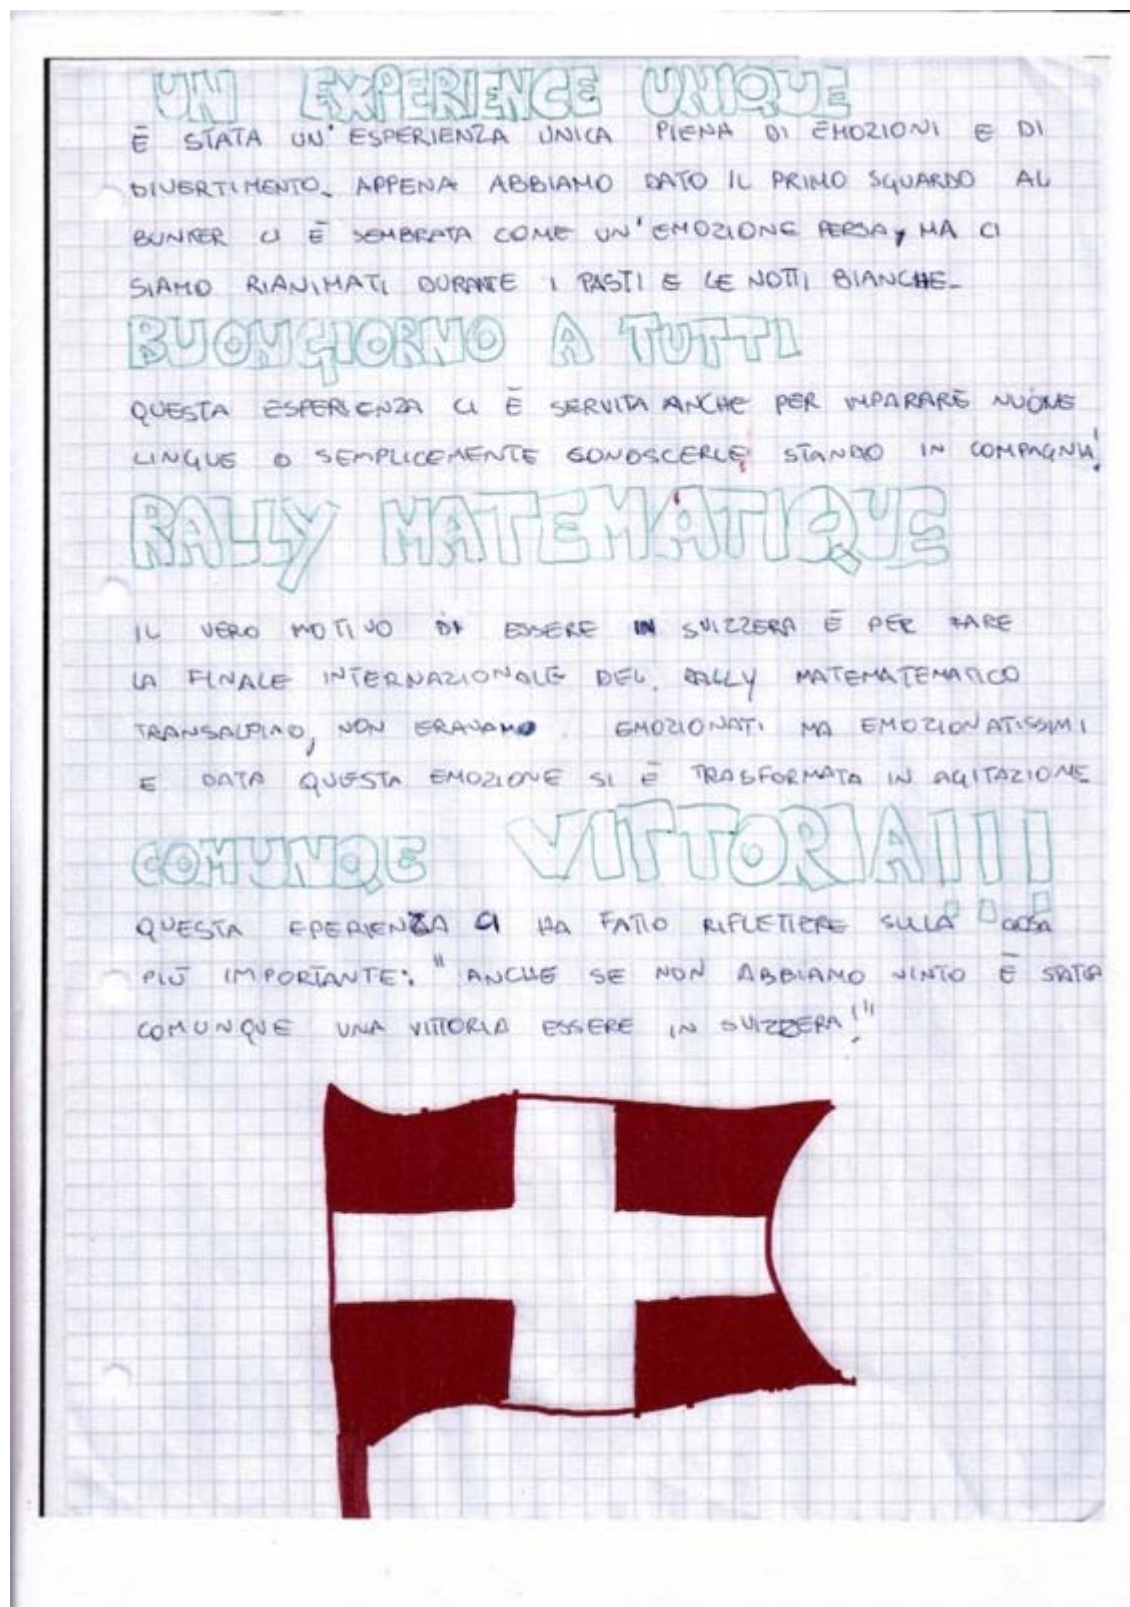 UN EXPERIENCE UNIQUE
È STATA UN'ESPERIENZA UNICA PIENA DI EMOZIONI E DI
DIVERTIMENTO. APPENA ABBIAMO DATO IL PRIMO SGUARDO AL
BUNKER CI È SEMBRATA COME UN'EMOZIONE PERSA, MA CI
SIAMO RIANIMATI DURANTE I PASTI E LE NOTTI BIANCHE.
BUONGIORNO A TUTTI
QUESTA ESPERIENZA CI È SERVITA ANCHE PER IMPARARE NUOVE
LINGUE O SEMPLICEMENTE CONOSCERLE STANDO IN COMPAGNIA!
RALLY MATEMATIQUE
IL VERO MOTIVO DI ESSERE IN SVIZZERA È PER FARE
LA FINALE INTERNAZIONALE DEL RALLY MATEMATEMATICO
TRANSALPINO, NON ERAVAMO EMOZIONATI MA EMOZIONATISSIMI
E DATA QUESTA EMOZIONE SI È TRASFORMATA IN AGITAZIONE
COMUNQE VITTORIA!!!
QUESTA EPERIENZA CI HA FATTO RIFLETTERE SULLA COSA
PIÙ IMPORTANTE: "ANCHE SE NON ABBIAMO VINTO È STATA
COMUNQUE UNA VITTORIA ESSERE IN SVIZZERA!"